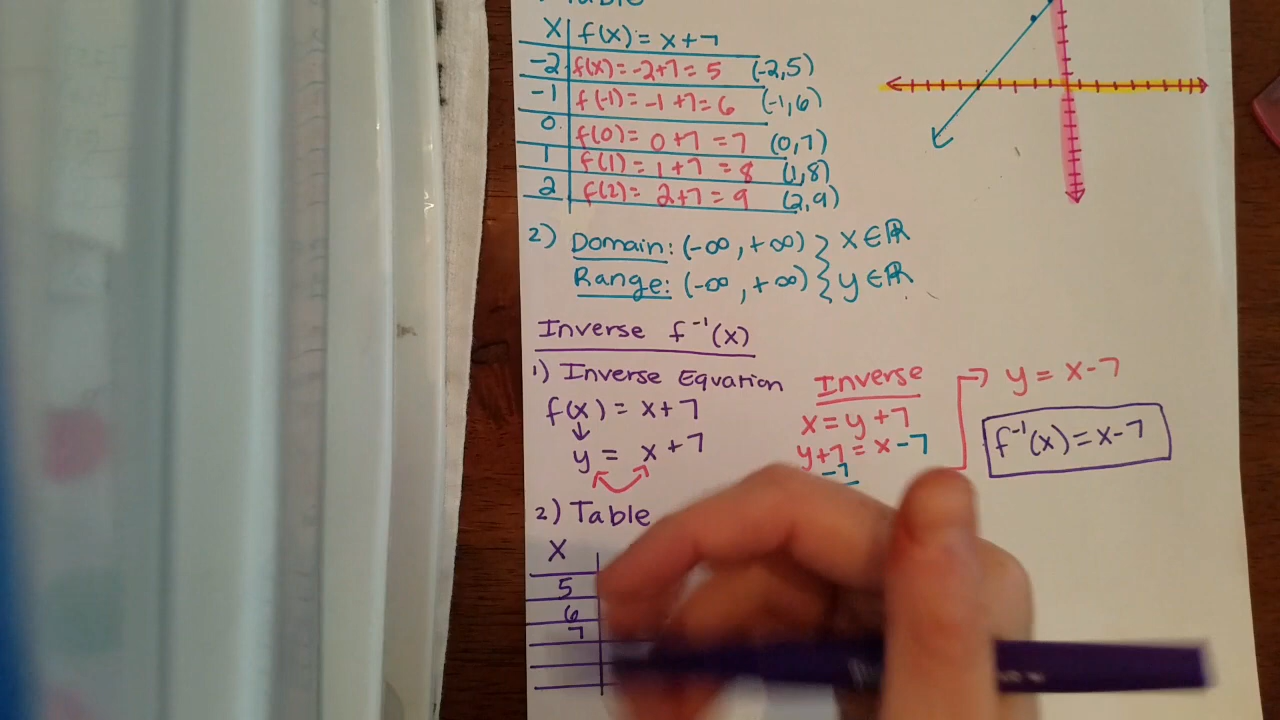 Table
x f(x) = x+7
-2 f(x) = -2+7 = 5 (-2,5)
-1 f(-1) = -1 +7 = 6 (-1,6)
0 f(0) = 0+7 = 7 (0,7)
1 f(1) = 1+7 = 8 (1,8)
2 f(2) = 2+7 = 9 (2,9)
2) Domain: (-∞, +∞) } x ∈ ℝ
Range: (-∞, +∞) } y ∈ ℝ
Inverse f⁻¹(x)
1) Inverse Equation
f(x) = x+7
↓
y = x+7
Inverse
x = y+7
y+7 = x-7
-7
→ y = x-7
f⁻¹(x) = x-7
2) Table
x
5
6
7